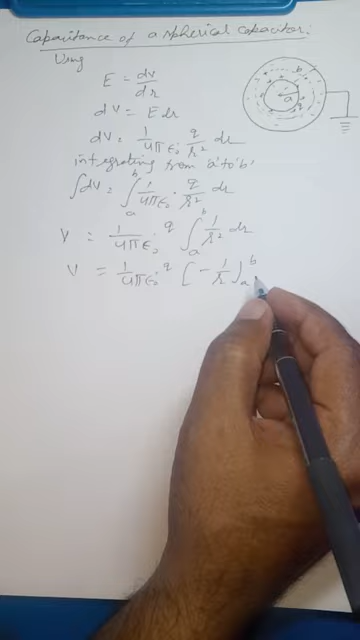 Capacitance of a spherical capacitor:
Using
E = dv/dr
dV = E dr
dV = 1/4πε₀ q/r² dr
integrating from 'a' to 'b'
∫dV = ∫ₐᵇ 1/4πε₀ · q/r² dr
V = 1/4πε₀ q ∫ₐᵇ 1/r² dr
V = 1/4πε₀ q [-1/r]ₐᵇ
b
a